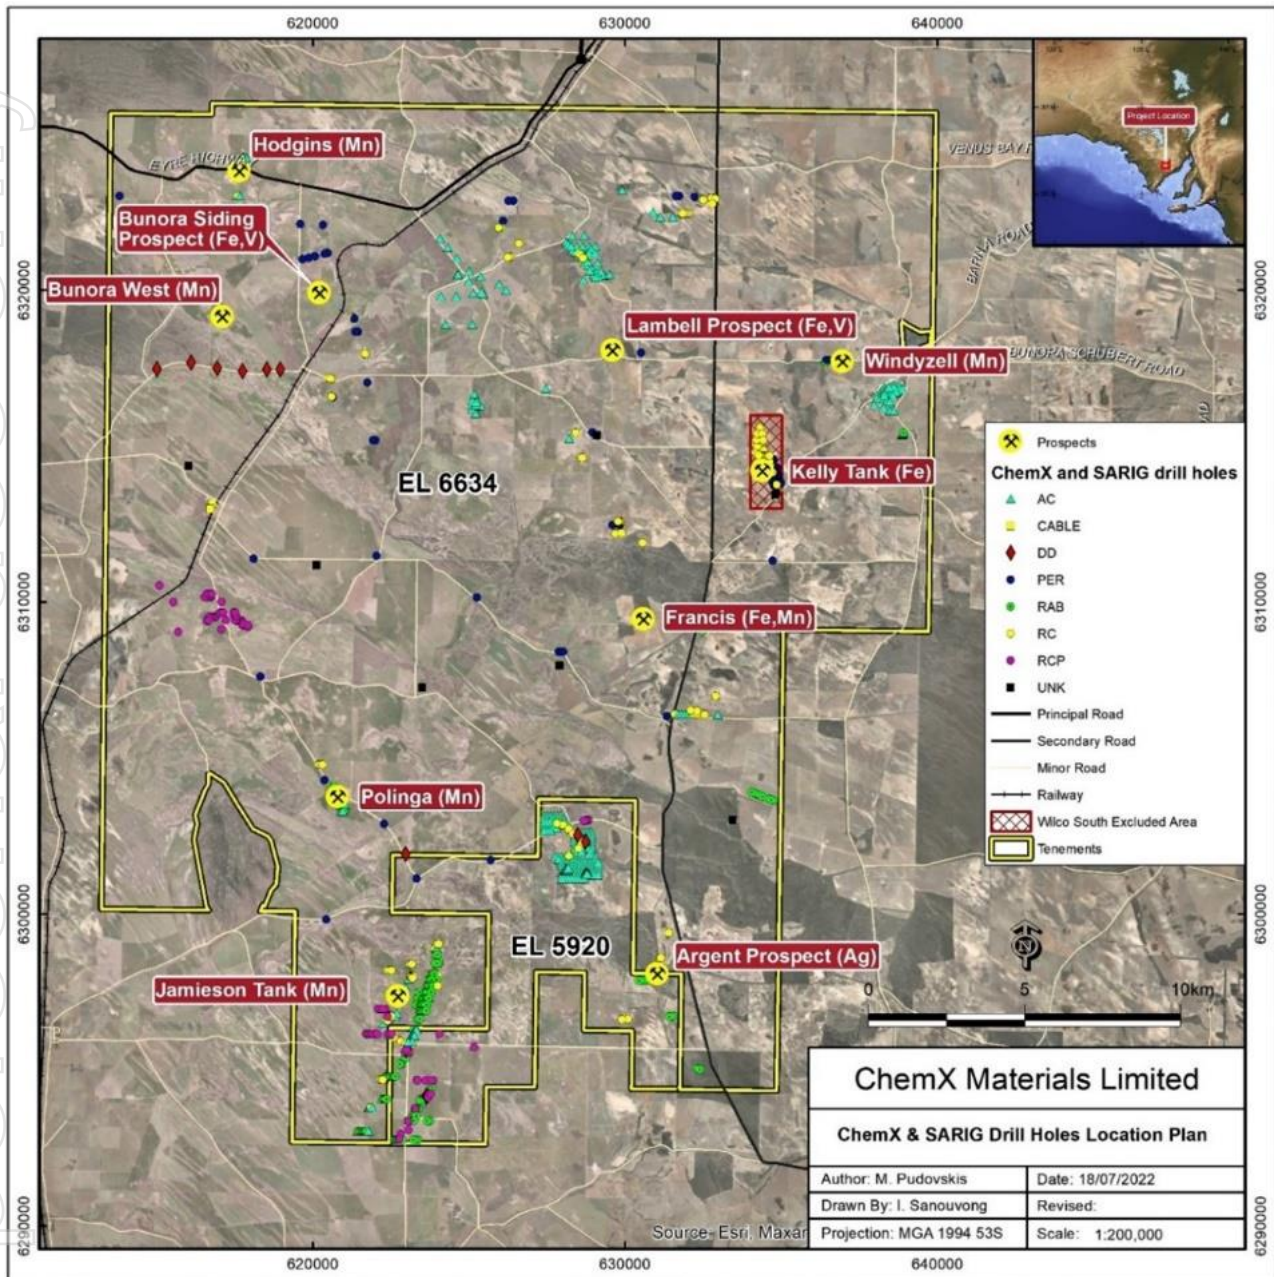 620000
630000
640000
Project Location
Hodgins (Mn)
EYRE HIGHWAY
VENUS BAY
Bunora Siding
Prospect (Fe,V)
BARNA ROAD
6320000
6320000
Bunora West (Mn)
Lambell Prospect (Fe,V)
Windyzell (Mn)
BUNORA SCHUBERT ROAD
Kelly Tank (Fe)
EL 6634
Prospects
ChemX and SARIG drill holes
AC
CABLE
DD
PER
RAB
RC
RCP
UNK
Principal Road
Secondary Road
Minor Road
Railway
Wilco South Excluded Area
Tenements
6310000
6310000
Francis (Fe,Mn)
Polinga (Mn)
6300000
6300000
EL 5920
Argent Prospect (Ag)
Jamieson Tank (Mn)
N
0 5 10km
ChemX Materials Limited
ChemX & SARIG Drill Holes Location Plan
Author: M. Pudovskis
Date: 18/07/2022
Drawn By: I. Sanouvong
Revised:
Projection: MGA 1994 53S
Scale: 1:200,000
Source- Esri, Maxar
6290000
6290000
620000
630000
640000